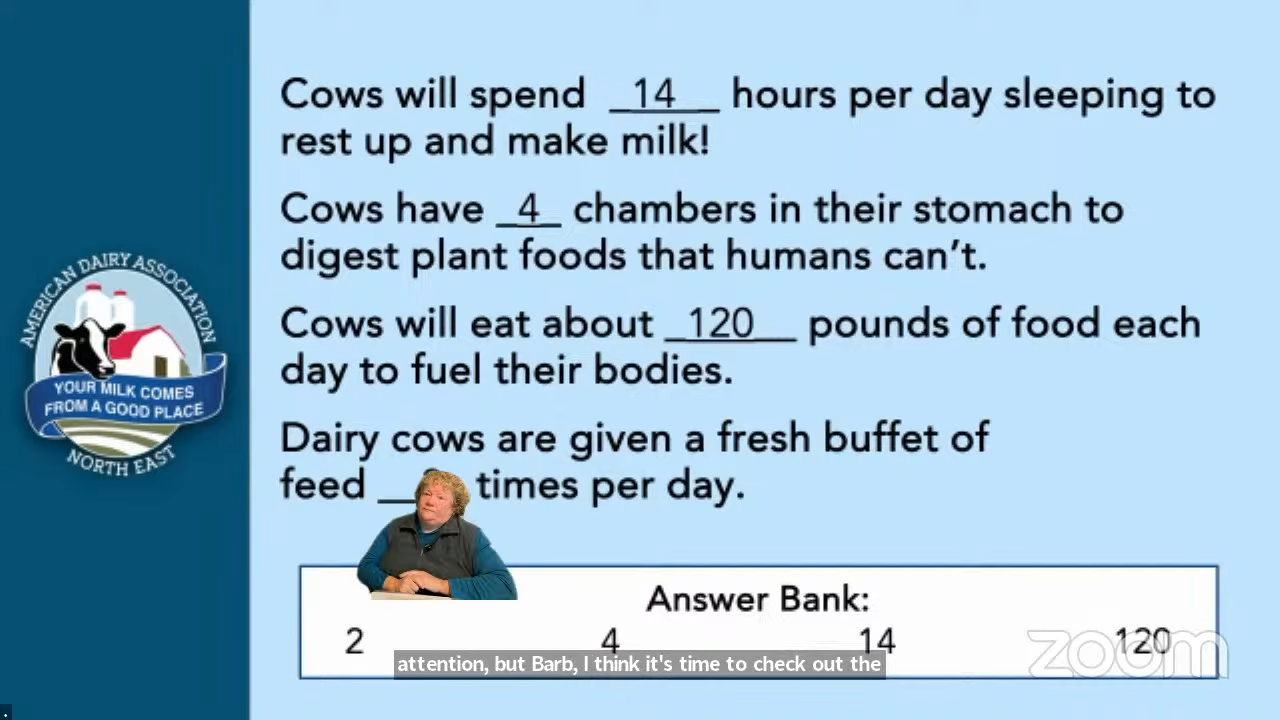 Cows will spend _14__ hours per day sleeping to
rest up and make milk!
Cows have _4_ chambers in their stomach to
digest plant foods that humans can't.
Cows will eat about _120__ pounds of food each
day to fuel their bodies.
Dairy cows are given a fresh buffet of
feed __ times per day.
AMERICAN DAIRY ASSOCIATION
YOUR MILK COMES
FROM A GOOD PLACE
NORTH EAST
Answer Bank:
2 4 14 120
zoom
attention, but Barb, I think it's time to check out the